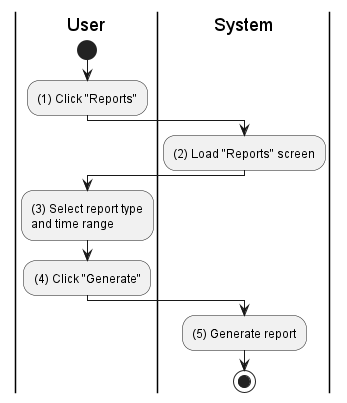 User
System
(1) Click "Reports"
(2) Load "Reports" screen
(3) Select report type
and time range
(4) Click "Generate"
(5) Generate report